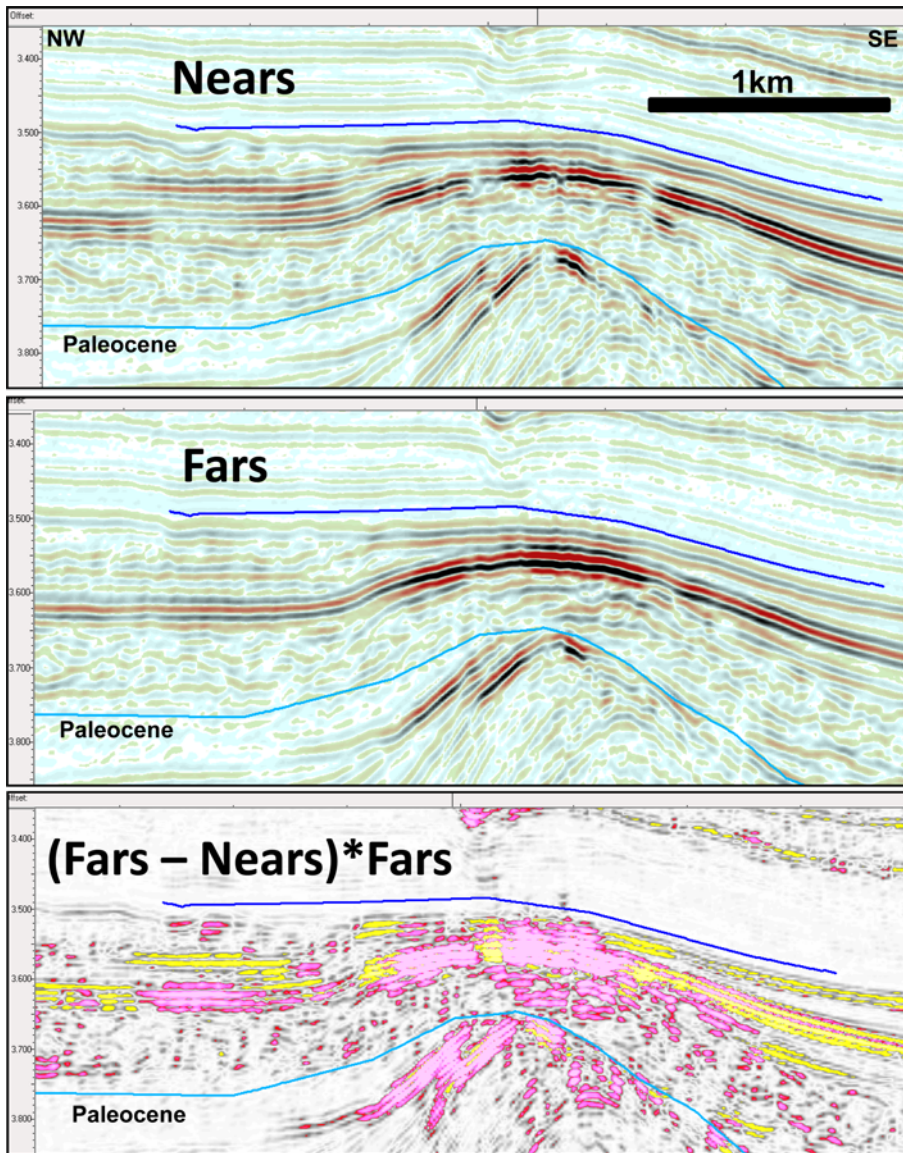 Offset:
NW
SE
Nears
1km
3.400
3.500
3.600
3.700
3.800
Paleocene
ffset:
Fars
3.400
3.500
3.600
3.700
3.800
Paleocene
Offset:
(Fars – Nears)*Fars
3.400
3.500
3.600
3.700
3.800
Paleocene